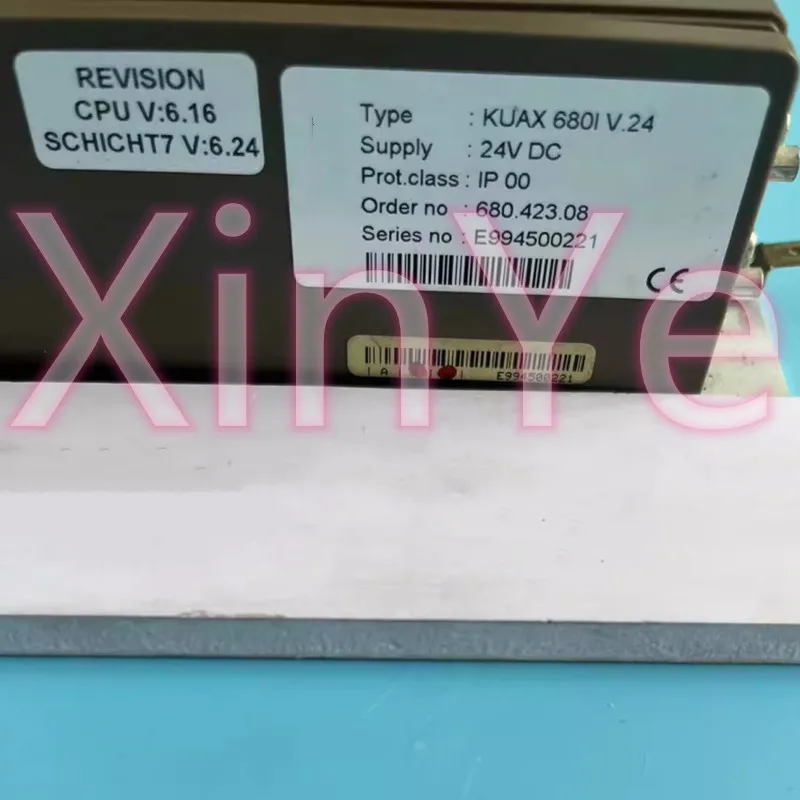 REVISION
CPU V:6.16
SCHICHT7 V:6.24
Type : KUAX 680I V.24
Supply : 24V DC
Prot.class : IP 00
Order no : 680.423.08
Series no : E994500221
CE
XinYe
A
E994500221